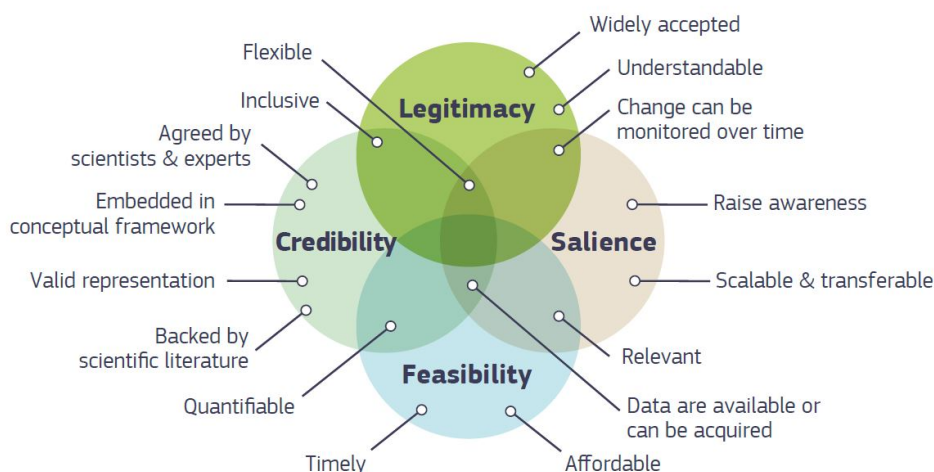 Widely accepted
Flexible
Understandable
Inclusive
Legitimacy
Change can be
monitored over time
Agreed by
scientists & experts
Embedded in
conceptual framework
Raise awareness
Credibility
Salience
Valid representation
Scalable & transferable
Backed by
scientific literature
Relevant
Feasibility
Quantifiable
Data are available or
can be acquired
Timely
Affordable